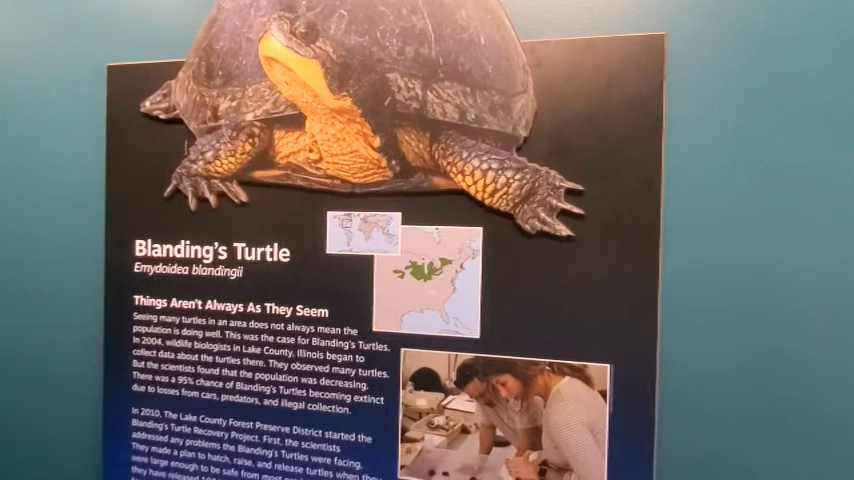 Blanding's Turtle
Emydoidea blandingii
Things Aren't Always As They Seem
Seeing many turtles in an area does not always mean the
population is doing well. This was the case for Blanding's Turtles.
In 2004, wildlife biologists in Lake County, Illinois began to
collect data about the turtles there. They observed many turtles.
But the scientists found that the population was decreasing.
There was a 95% chance of Blanding's Turtles becoming extinct
due to losses from cars, predators, and illegal collection.
In 2010, The Lake County Forest Preserve District started the
Blanding's Turtle Recovery Project. First, the scientists
addressed any problems the Blanding's Turtles were facing.
They made a plan to hatch, raise, and release turtles when they
were large enough to be safe from most
they have released